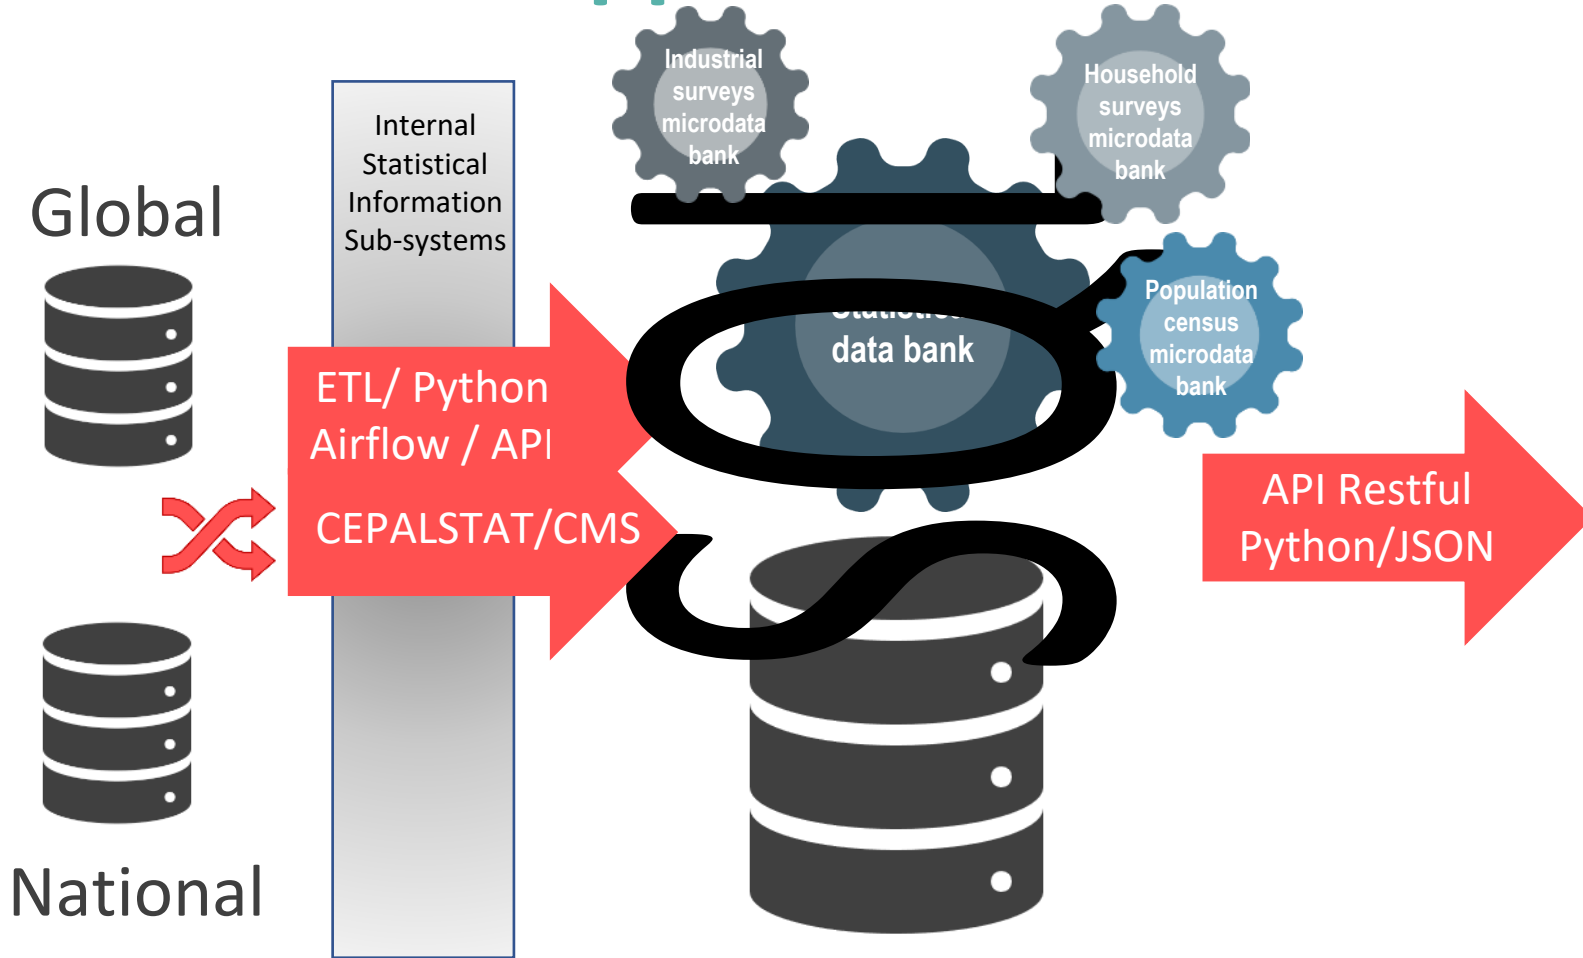 Global
National
Internal
Statistical
Information
Sub-systems
ETL/ Python
Airflow / API
CEPALSTAT/CMS
Industrial
surveys
microdata
bank
Household
surveys
microdata
bank
data bank
Population
census
microdata
bank
API Restful
Python/JSON